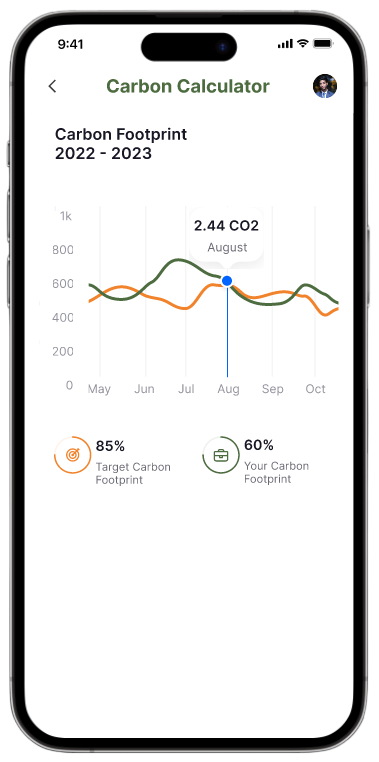 9:41
Carbon Calculator
Carbon Footprint
2022 - 2023
2.44 CO2
August
1k
800
600
400
200
0
May Jun Jul Aug Sep Oct
85%
Target Carbon
Footprint
60%
Your Carbon
Footprint